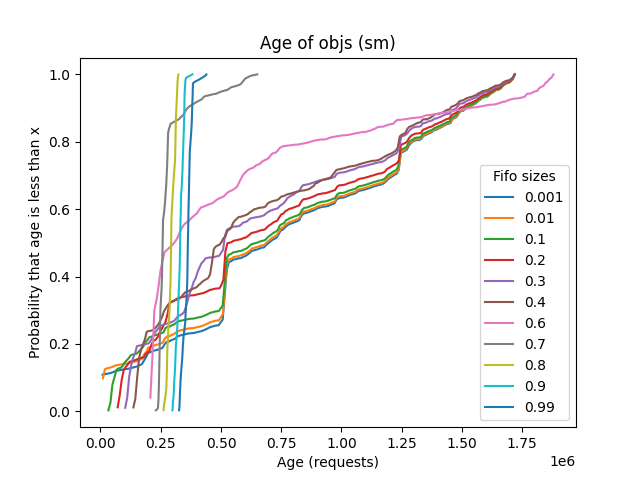 Age of objs (sm)
Probability that age is less than x
1.0
0.8
0.6
0.4
0.2
0.0
Fifo sizes
0.001
0.01
0.1
0.2
0.3
0.4
0.6
0.7
0.8
0.9
0.99
0.00 0.25 0.50 0.75 1.00 1.25 1.50 1.75
1e6
Age (requests)